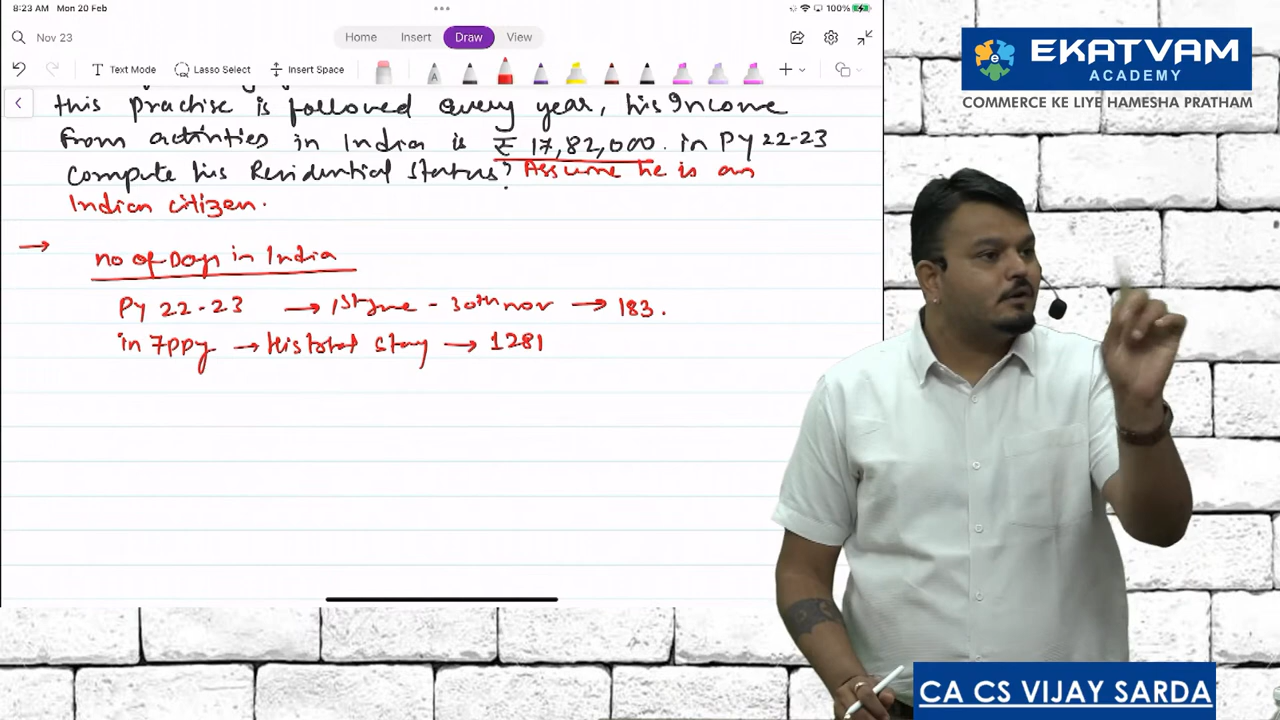 8:23 AM Mon 20 Feb
100%
Nov 23
Home Insert Draw View
Text Mode Lasso Select Insert Space
this practise is followed every year, his Income
from activities in India is ₹ 17,82,000. in PY 22-23
compute his Residential Status? Assume he is an
Indian citizen.
→ no of Days in India
PY 22-23 → 1st June - 30th nov → 183.
in 7PPY → His total stay → 1281
EKATVAM
ACADEMY
COMMERCE KE LIYE HAMESHA PRATHAM
CA CS VIJAY SARDA